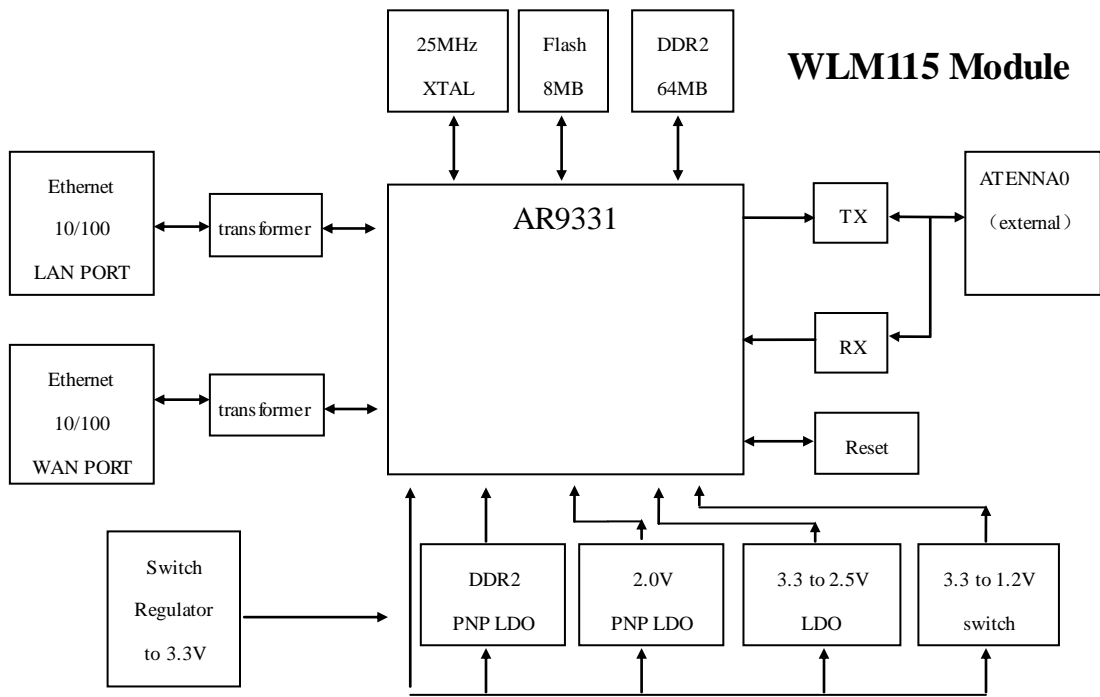 25MHz
XTAL
Flash
8MB
DDR2
64MB
WLM115 Module
Ethernet
10/100
LAN PORT
transformer
AR9331
TX
ATENNA0
（external）
RX
Ethernet
10/100
WAN PORT
transformer
Reset
Switch
Regulator
to 3.3V
DDR2
PNP LDO
2.0V
PNP LDO
3.3 to 2.5V
LDO
3.3 to 1.2V
switch